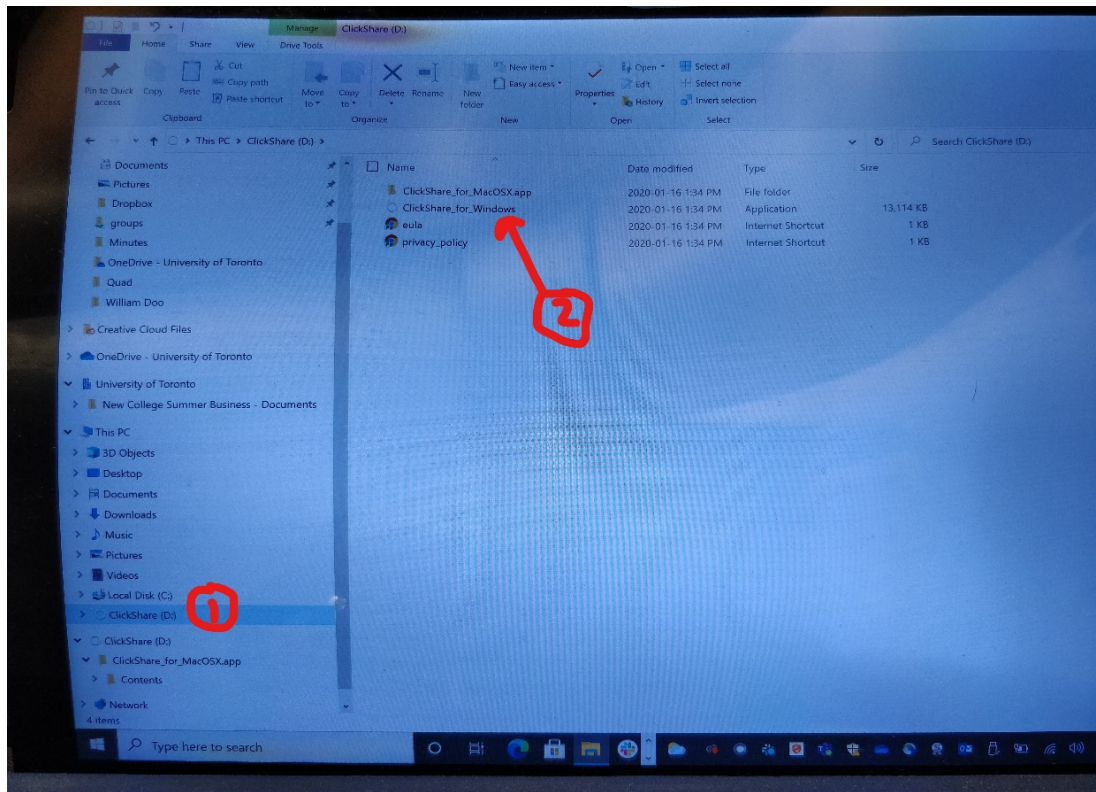 Manage ClickShare (D:)
File Home Share View Drive Tools
Pin to Quick access
Copy
Paste
Cut
Copy path
Paste shortcut
Move to
Copy to
Delete
Rename
New folder
New item
Easy access
Properties
Open
Edit
History
Select all
Select none
Invert selection
Clipboard Organize New Open Select
This PC > ClickShare (D:) >
Search ClickShare (D:)
Name Date modified Type Size
ClickShare_for_MacOSX.app 2020-01-16 1:34 PM File folder
ClickShare_for_Windows 2020-01-16 1:34 PM Application 13,114 KB
eula 2020-01-16 1:34 PM Internet Shortcut 1 KB
privacy_policy 2020-01-16 1:34 PM Internet Shortcut 1 KB
2
Documents
Pictures
Dropbox
groups
Minutes
OneDrive - University of Toronto
Quad
William Doo
Creative Cloud Files
OneDrive - University of Toronto
University of Toronto
New College Summer Business - Documents
This PC
3D Objects
Desktop
Documents
Downloads
Music
Pictures
Videos
Local Disk (C:)
ClickShare (D:)
1
ClickShare (D:)
ClickShare_for_MacOSX.app
Contents
Network
4 items
Type here to search